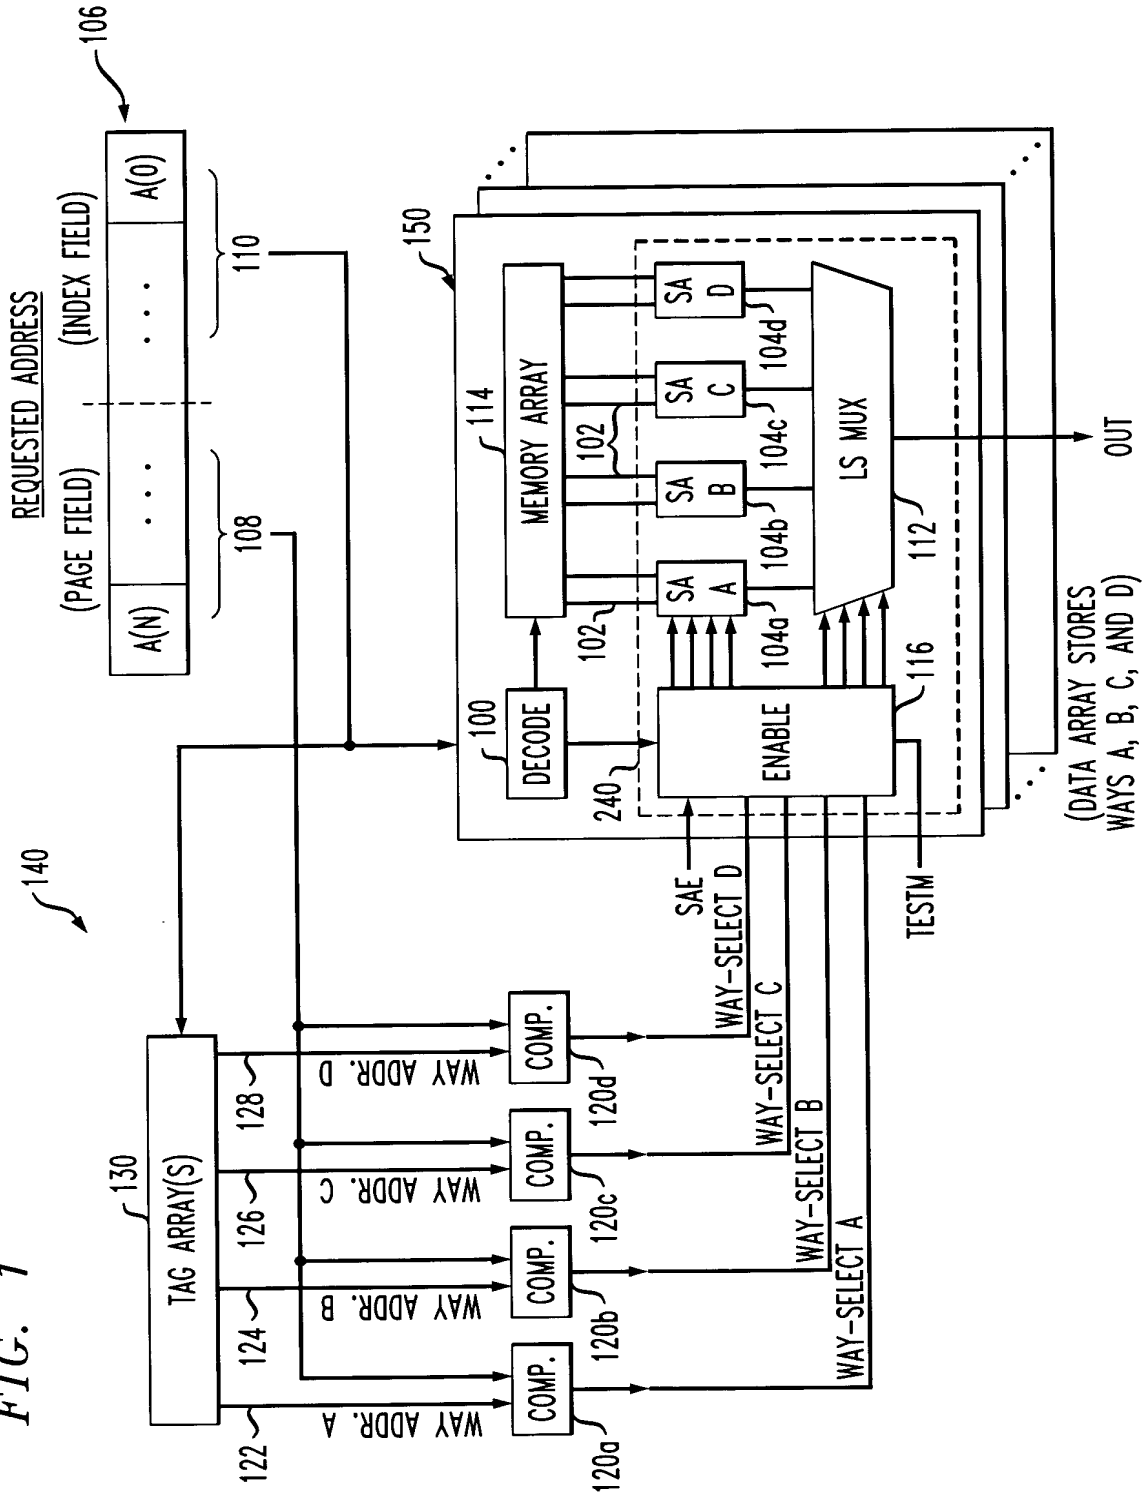 FIG. 1
140
REQUESTED ADDRESS
(PAGE FIELD)
(INDEX FIELD)
106
A(N)
• • •
• • •
A(0)
108
110
130
TAG ARRAY(S)
122
124
126
128
WAY ADDR. A
WAY ADDR. B
WAY ADDR. C
WAY ADDR. D
COMP.
COMP.
COMP.
COMP.
120a
120b
120c
120d
WAY-SELECT D
WAY-SELECT C
WAY-SELECT B
WAY-SELECT A
SAE
TESTM
150
100
DECODE
114
MEMORY ARRAY
102
102
240
ENABLE
116
SA A
SA B
SA C
SA D
104a
104b
104c
104d
LS MUX
112
OUT
(DATA ARRAY STORES
WAYS A, B, C, AND D)